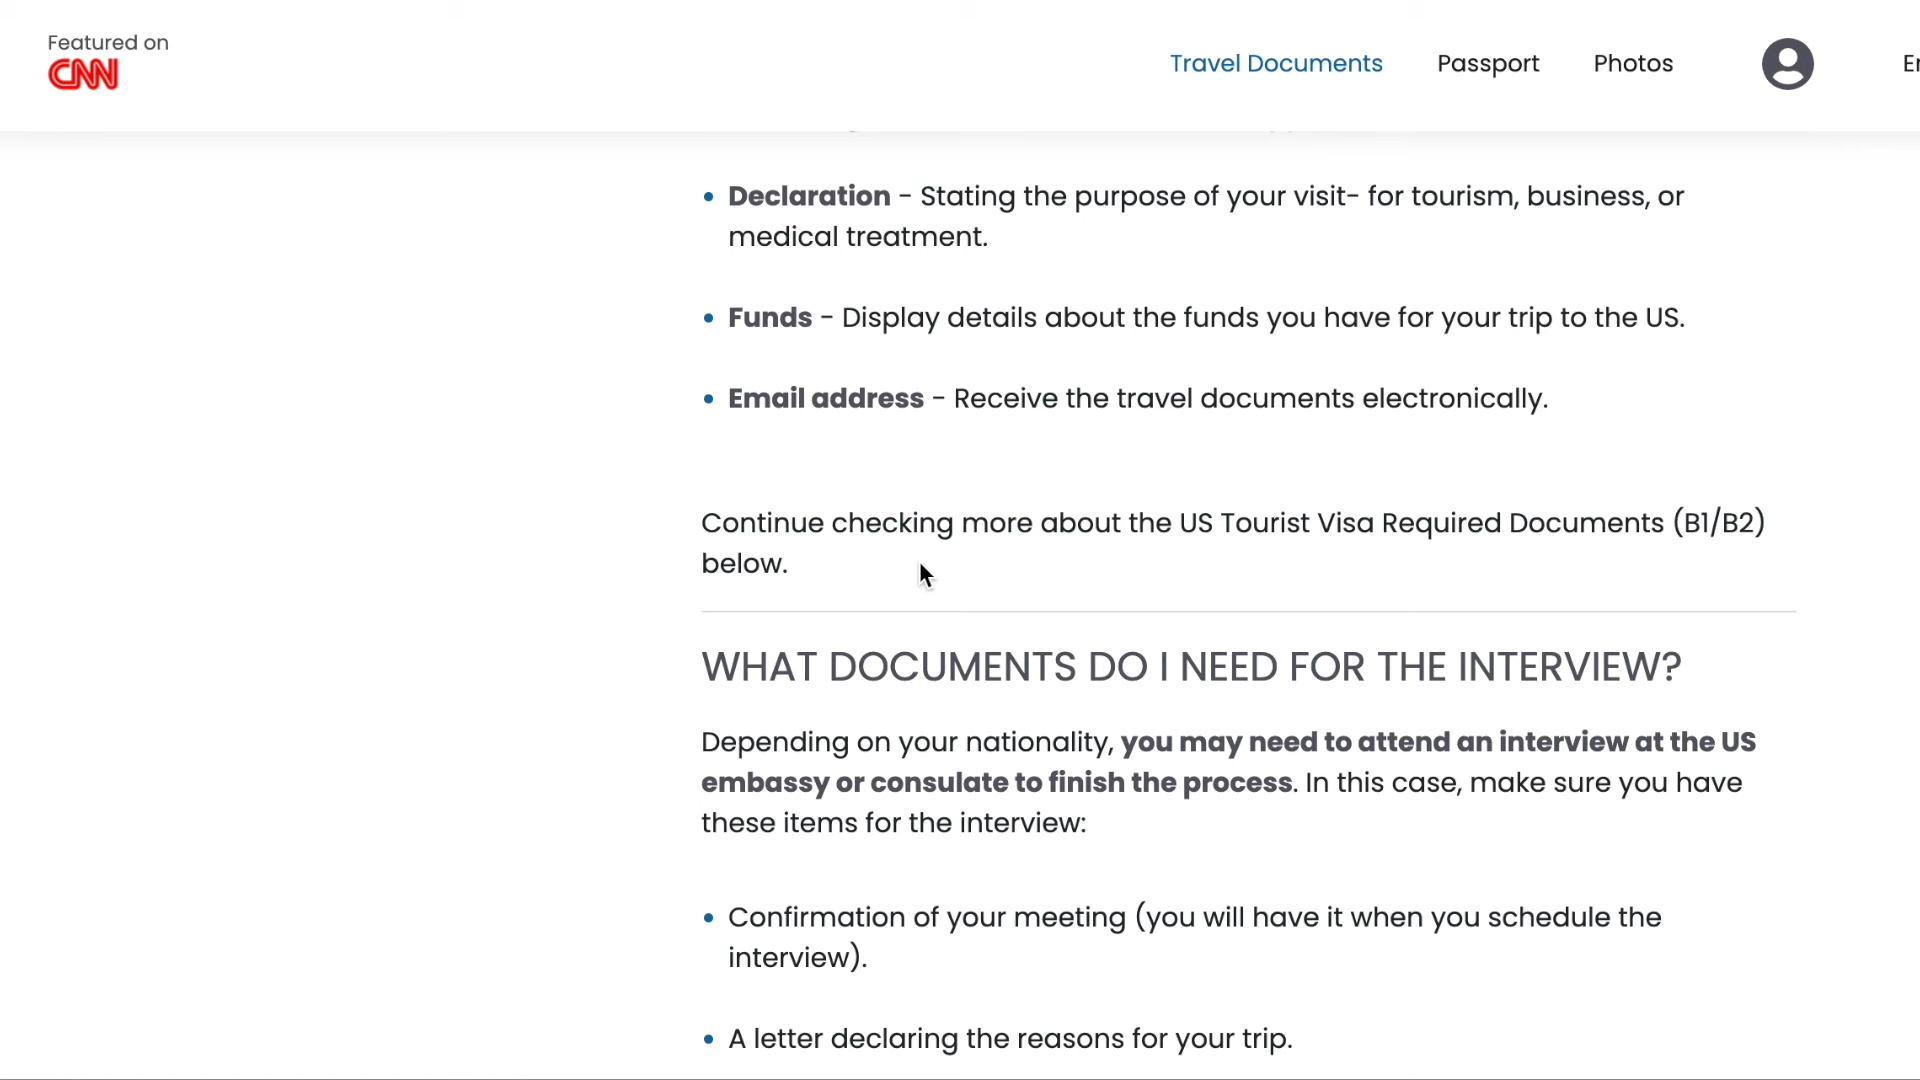 Featured on
CNN
Travel Documents
Passport
Photos
Declaration - Stating the purpose of your visit- for tourism, business, or
medical treatment.
Funds - Display details about the funds you have for your trip to the US.
Email address - Receive the travel documents electronically.
Continue checking more about the US Tourist Visa Required Documents (B1/B2)
below.
WHAT DOCUMENTS DO I NEED FOR THE INTERVIEW?
Depending on your nationality, you may need to attend an interview at the US
embassy or consulate to finish the process. In this case, make sure you have
these items for the interview:
Confirmation of your meeting (you will have it when you schedule the
interview).
A letter declaring the reasons for your trip.